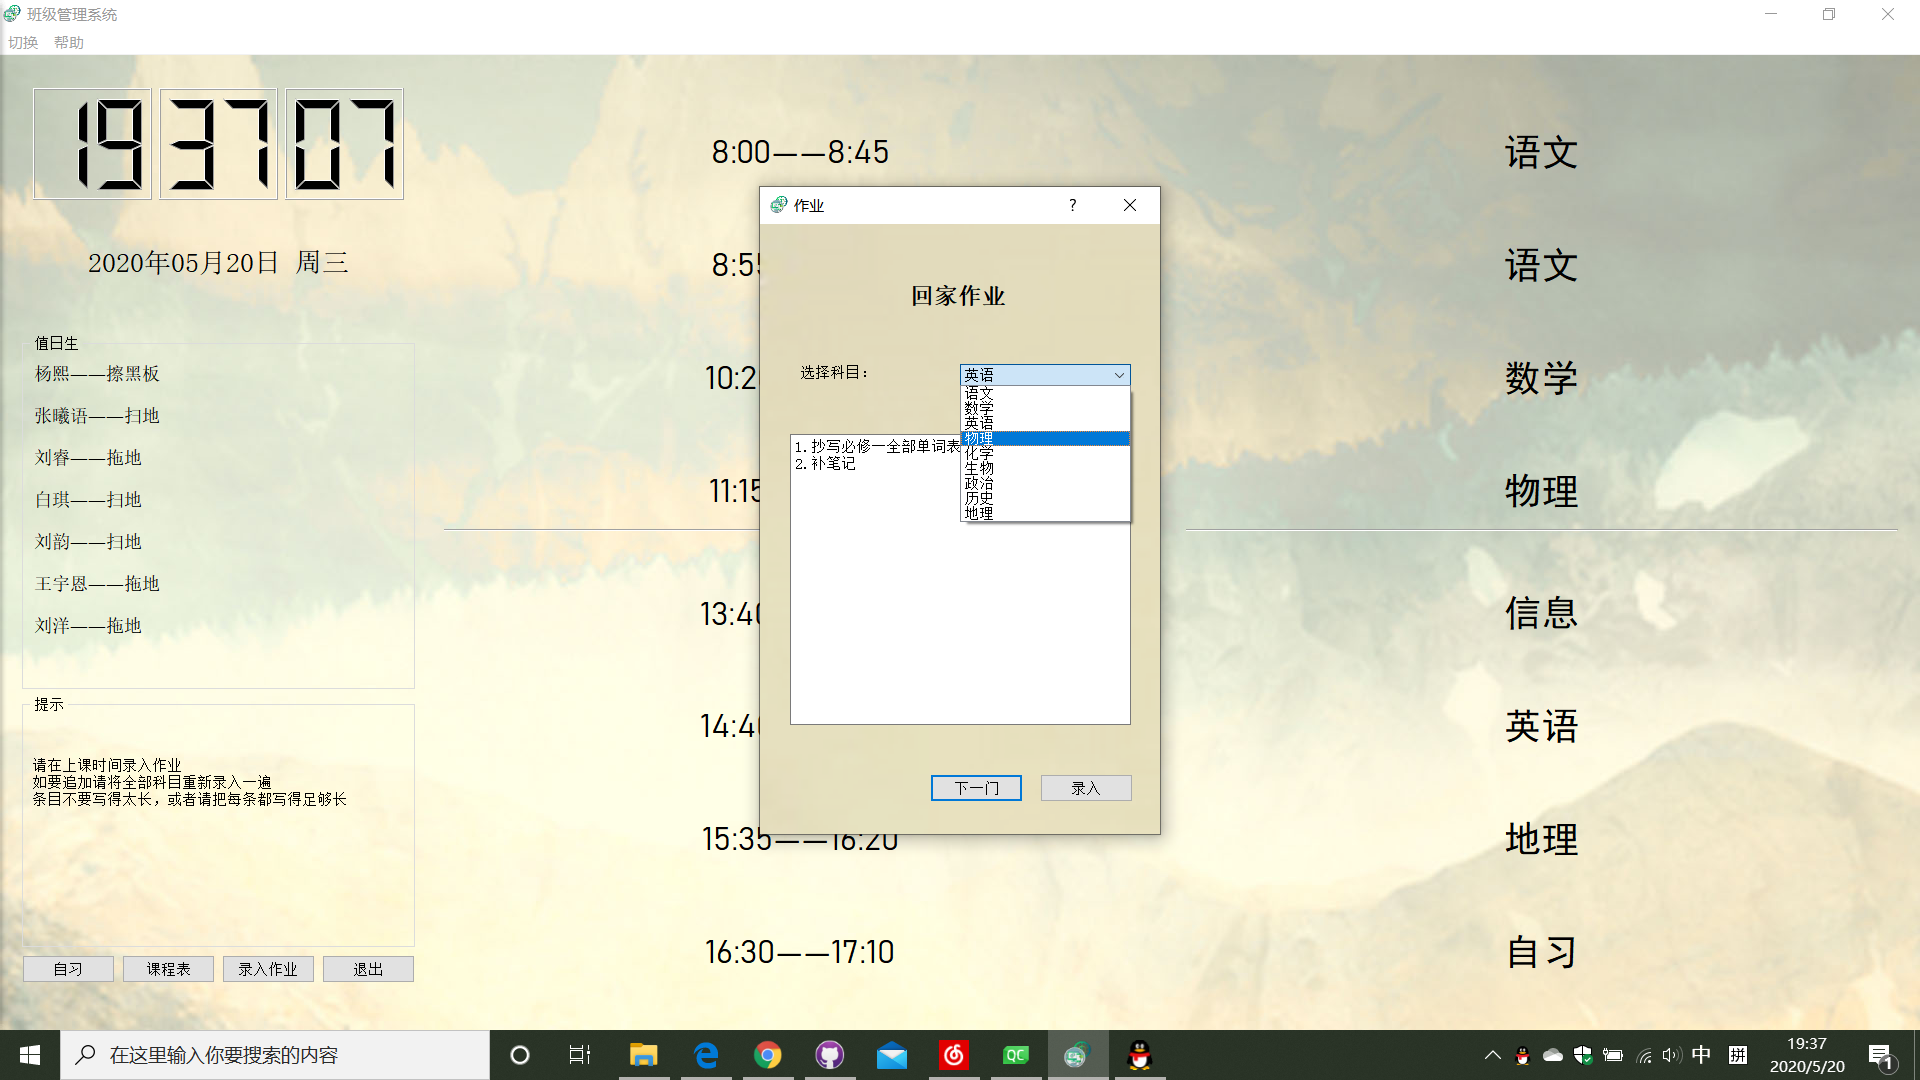 班级管理系统
切换 帮助
19 37 07
2020年05月20日 周三
值日生
杨熙——擦黑板
张曦语——扫地
刘睿——拖地
白琪——扫地
刘韵——扫地
王宇恩——拖地
刘洋——拖地
提示
请在上课时间录入作业
如要追加请将全部科目重新录入一遍
条目不要写得太长，或者请把每条都写得足够长
自习 课程表 录入作业 退出
8:00——8:45 语文
8:55 语文
10:2 数学
11:15 物理
13:40 信息
14:40 英语
15:35——16:20 地理
16:30——17:10 自习
作业 ?
回家作业
选择科目： 英语
语文
数学
英语
物理
化学
生物
政治
历史
地理
1.抄写必修一全部单词表
2.补笔记
下一门 录入
在这里输入你要搜索的内容
QC
中 拼
19:37
2020/5/20
1